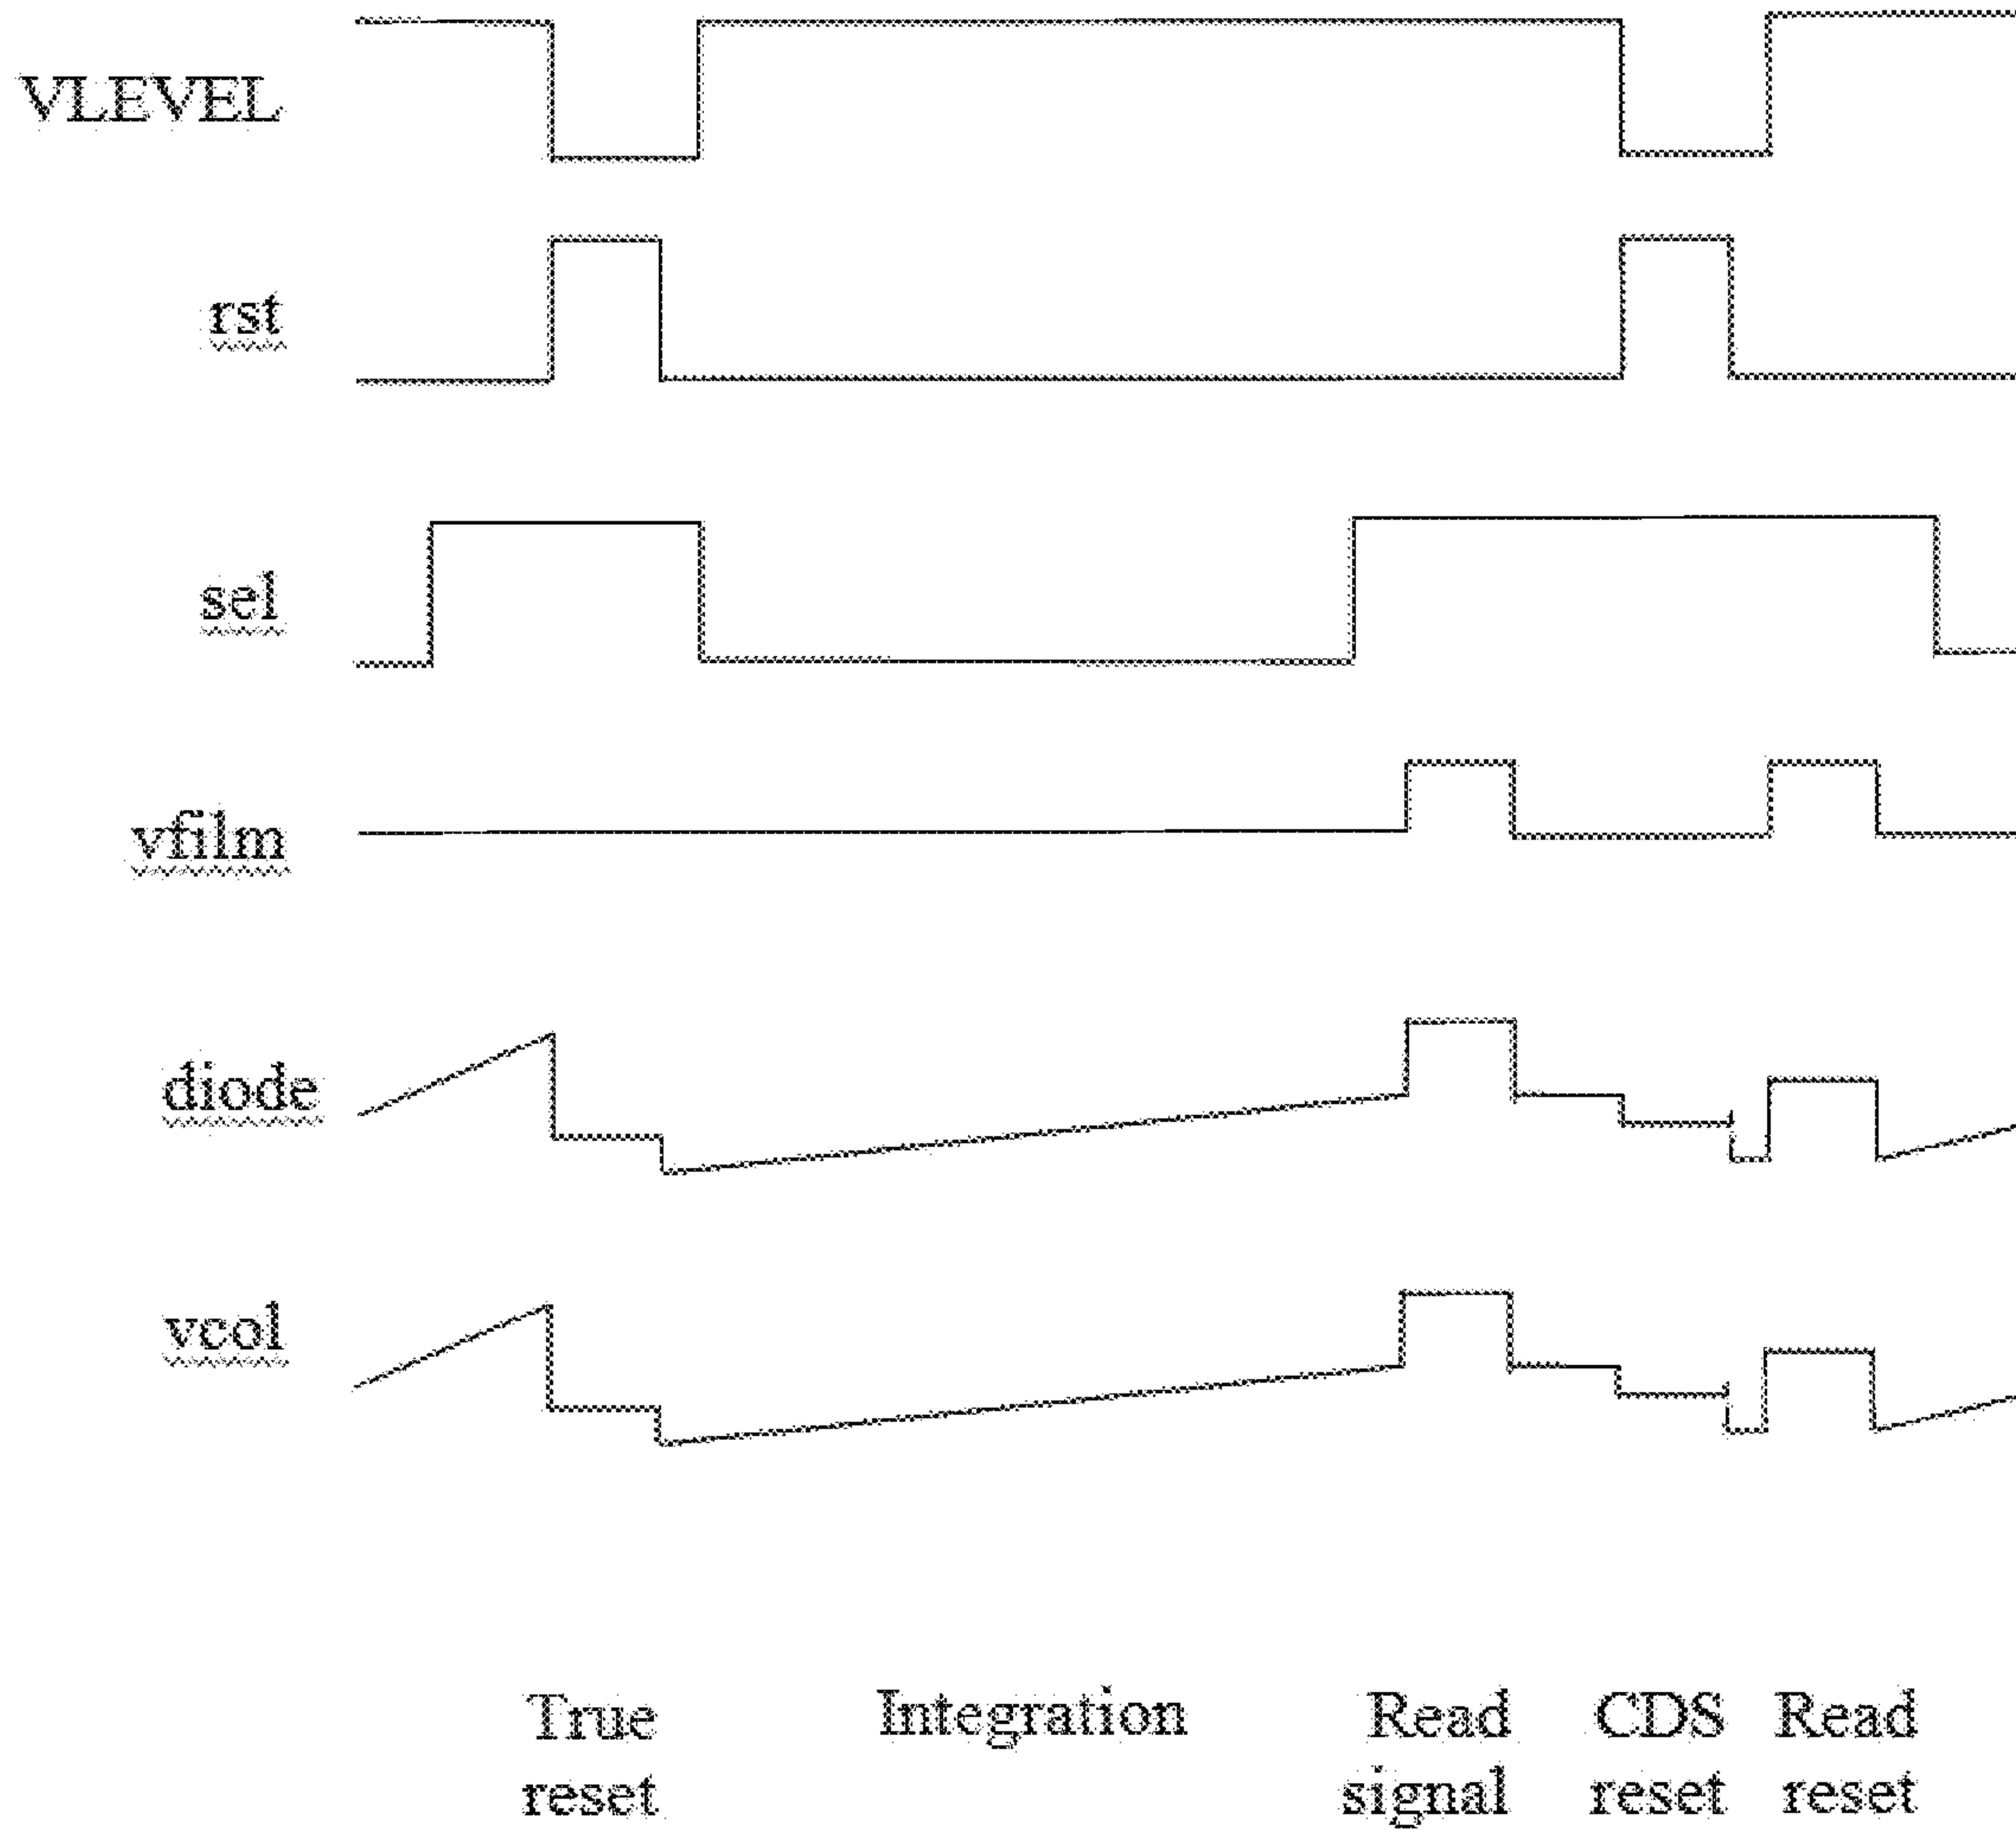 VLEVEL
rst
sel
vfilm
diode
vcol
True reset
Integration
Read signal
CDS reset
Read reset